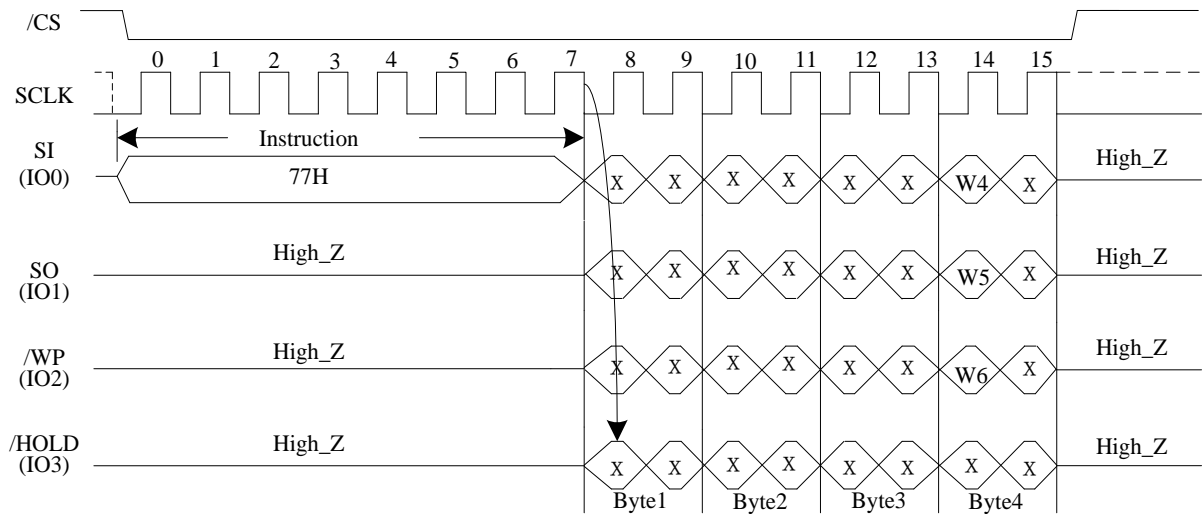 /CS
0 1 2 3 4 5 6 7 8 9 10 11 12 13 14 15
SCLK
Instruction
SI
(IO0)
77H
X X X X X X W4 X
High_Z
SO
(IO1)
High_Z
X X X X X X W5 X
High_Z
/WP
(IO2)
High_Z
X X X X X X W6 X
High_Z
/HOLD
(IO3)
High_Z
X X X X X X X X
High_Z
Byte1 Byte2 Byte3 Byte4